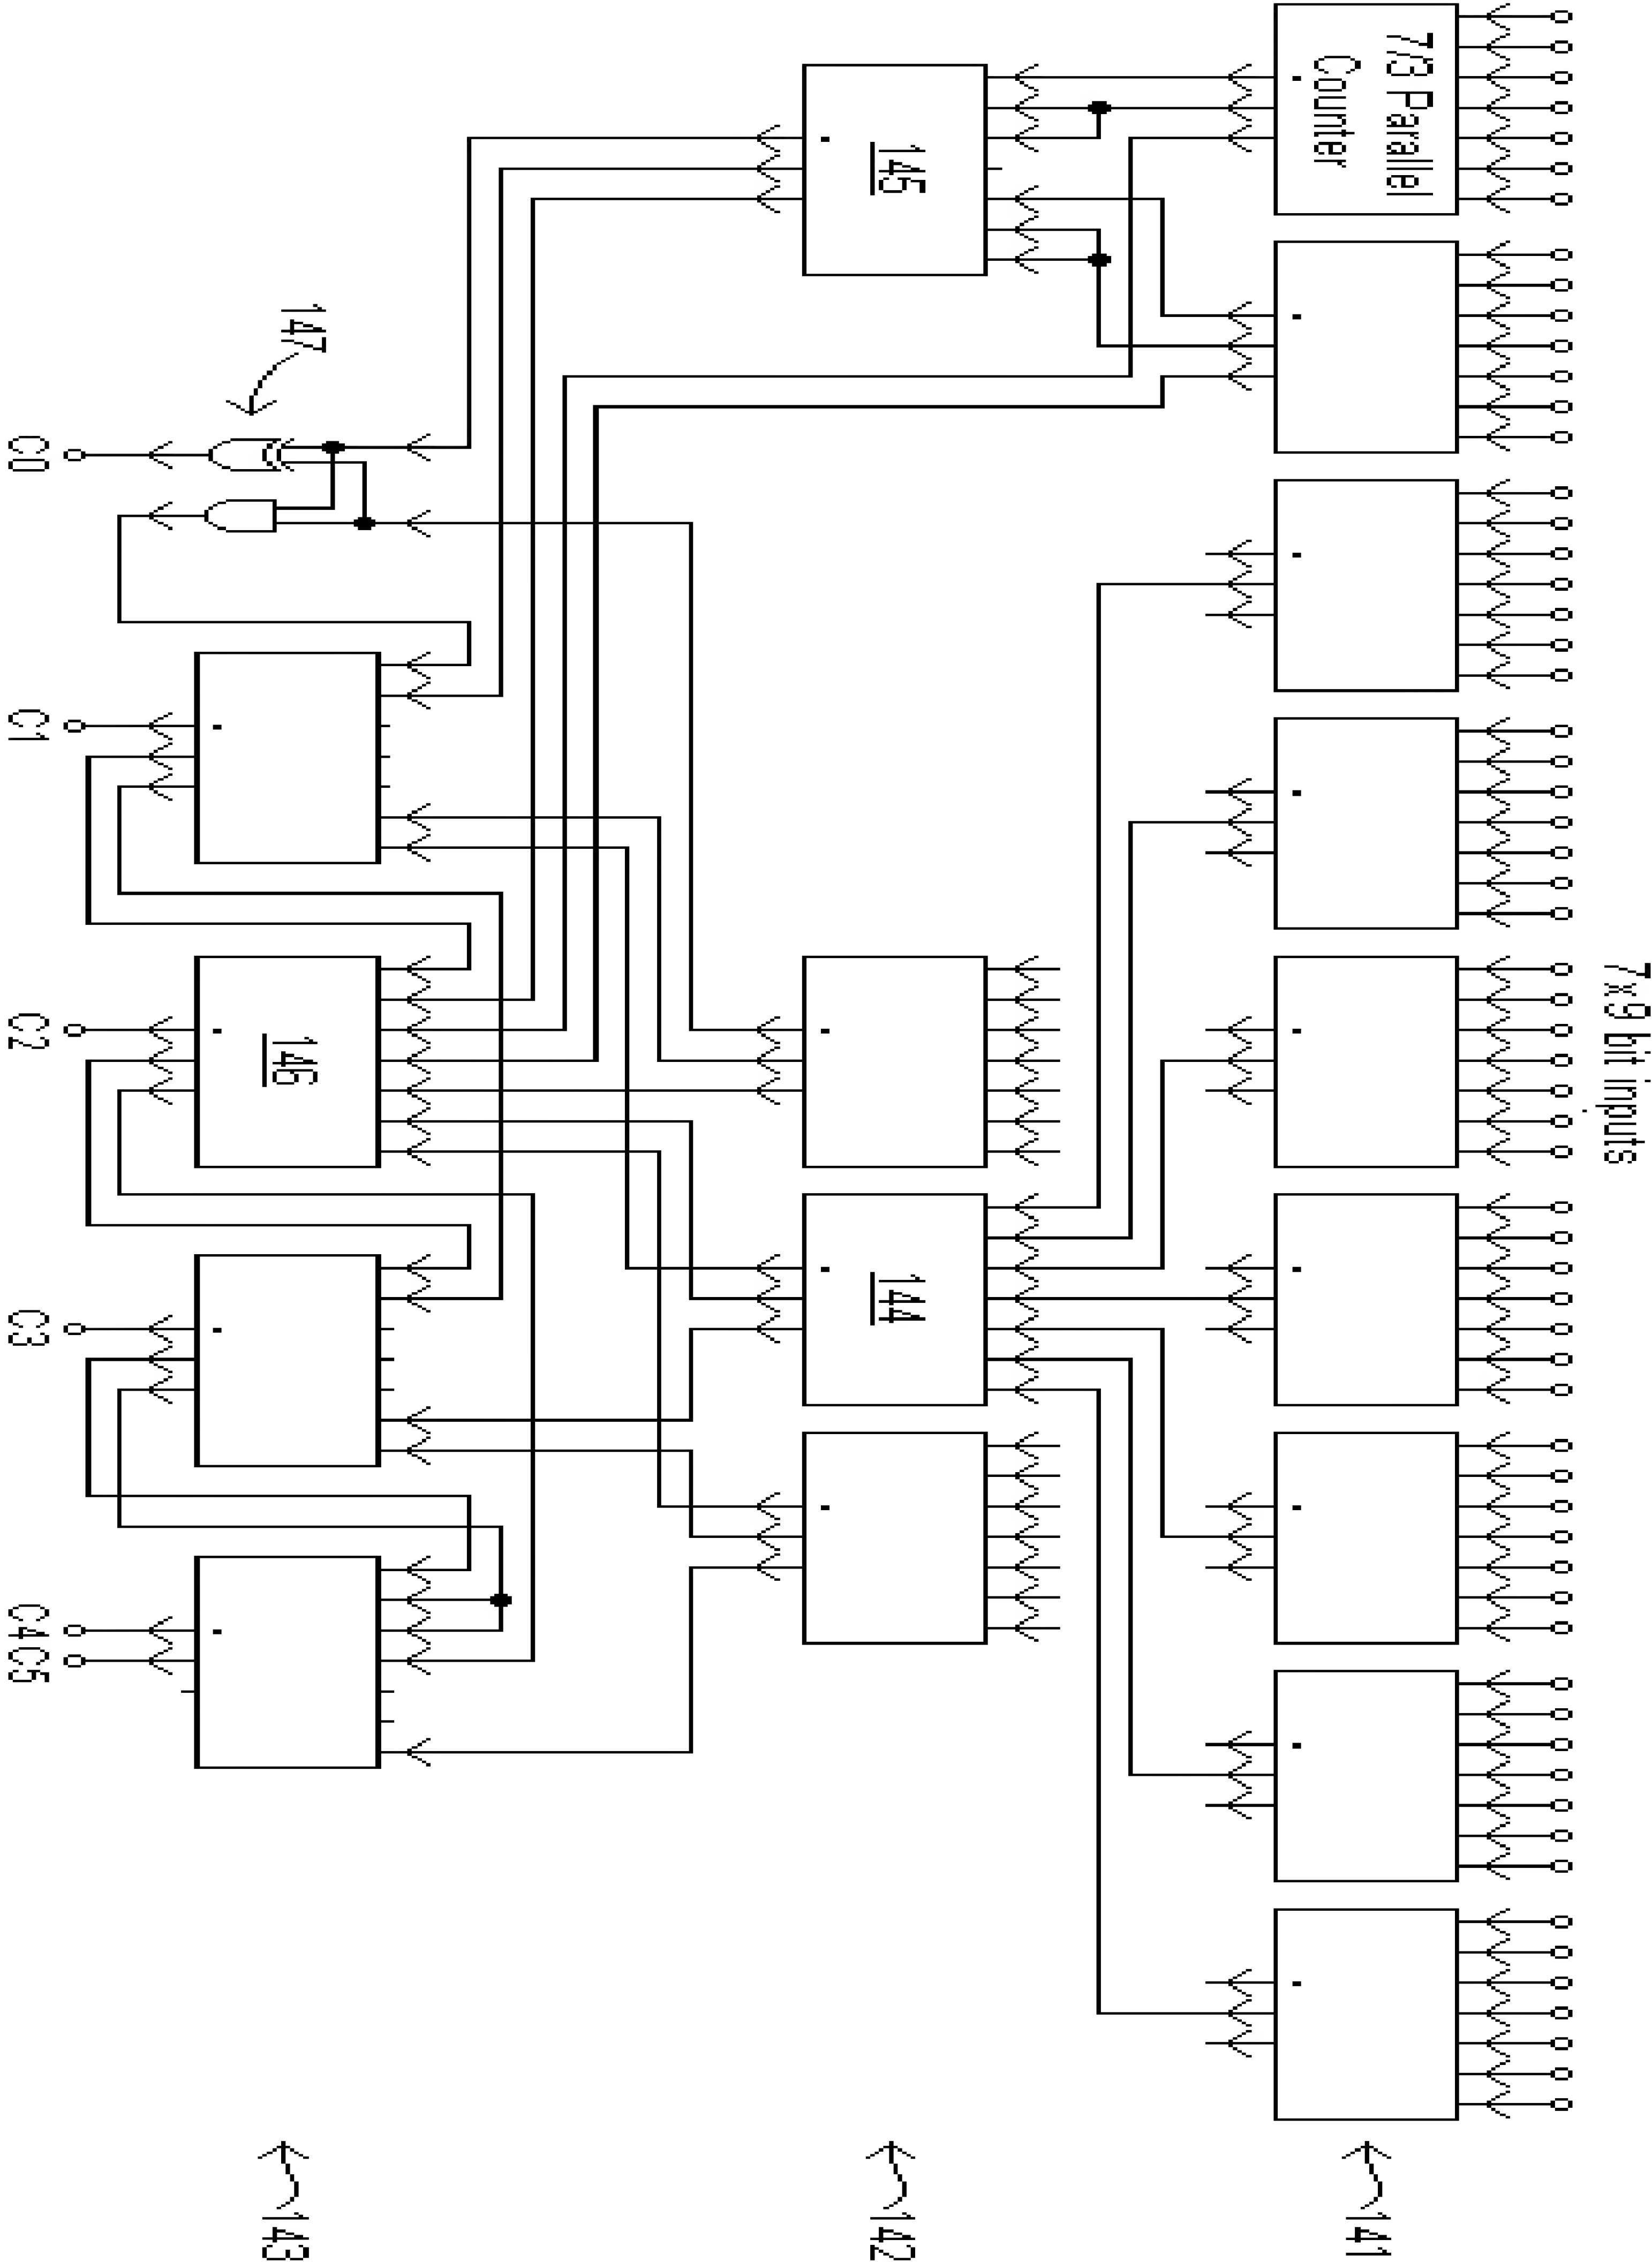 7x9 bit inputs
7/3 Parallel
Counter
141
145
144
142
147
146
143
C0
C1
C2
C3
C4 C5